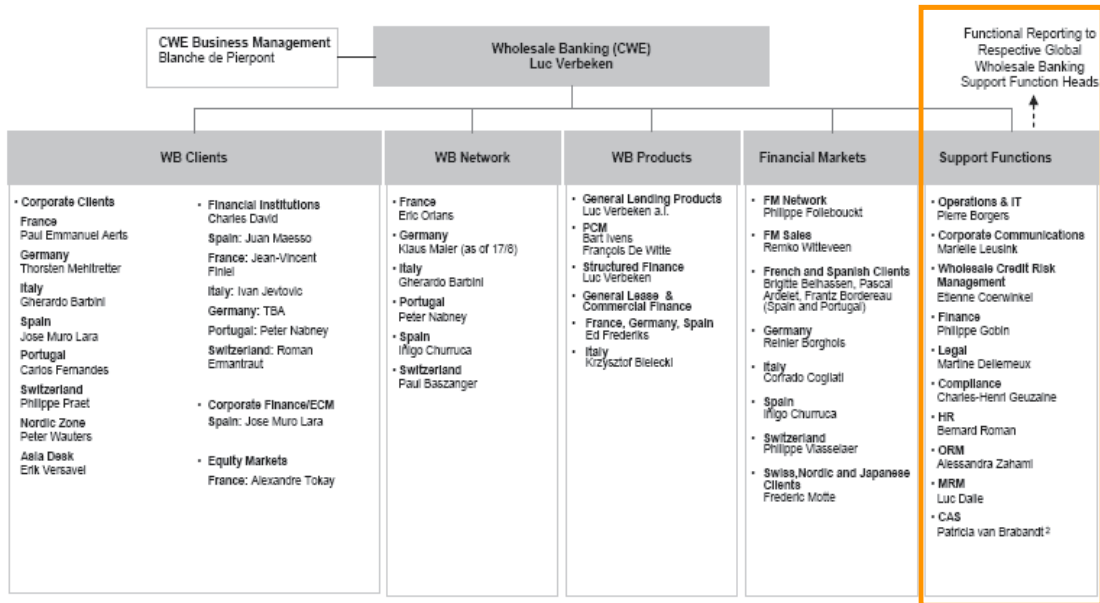 CWE Business Management
Blanche de Pierpont
Wholesale Banking (CWE)
Luc Verbeken
Functional Reporting to
Respective Global
Wholesale Banking
Support Function Heads
WB Clients
• Corporate Clients
France
Paul Emmanuel Aerts
Germany
Thorsten Mehltretter
Italy
Gherardo Barbini
Spain
Jose Muro Lara
Portugal
Carlos Fernandes
Switzerland
Philippe Praet
Nordic Zone
Peter Wauters
Asia Desk
Erik Versavel
• Financial Institutions
Charles David
Spain: Juan Maesso
France: Jean-Vincent
Finiel
Italy: Ivan Jevtovic
Germany: TBA
Portugal: Peter Nabney
Switzerland: Roman
Ermantraut
• Corporate Finance/ECM
Spain: Jose Muro Lara
• Equity Markets
France: Alexandre Tokay
WB Network
• France
Eric Orlans
• Germany
Klaus Maier (as of 17/8)
• Italy
Gherardo Barbini
• Portugal
Peter Nabney
• Spain
Iñigo Churruca
• Switzerland
Paul Baszanger
WB Products
• General Lending Products
Luc Verbeken a.i.
• PCM
Bart Ivens
François De Witte
• Structured Finance
Luc Verbeken
• General Lease &
Commercial Finance
• France, Germany, Spain
Ed Frederiks
• Italy
Krzysztof Bielecki
Financial Markets
• FM Network
Philippe Follebouckt
• FM Sales
Remko Witteveen
• French and Spanish Clients
Brigitte Belhassen, Pascal
Ardelet, Frantz Bordereau
(Spain and Portugal)
• Germany
Reinier Borghols
• Italy
Corrado Cogliati
• Spain
Iñigo Churruca
• Switzerland
Philippe Vlasselaer
• Swiss,Nordic and Japanese
Clients
Frederic Motte
Support Functions
• Operations & IT
Pierre Borgers
• Corporate Communications
Marielle Leusink
• Wholesale Credit Risk
Management
Etienne Coerwinkel
• Finance
Philippe Gobin
• Legal
Martine Dellemeux
• Compliance
Charles-Henri Geuzaine
• HR
Bernard Roman
• ORM
Alessandra Zahami
• MRM
Luc Dalle
• CAS
Patricia van Brabandt²